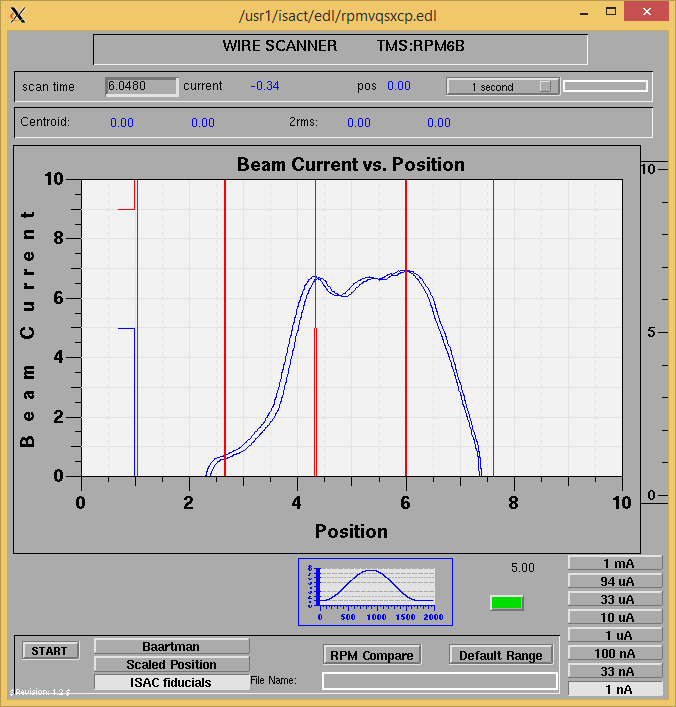 /usr1/isact/edl/rpmvqsxcp.edl
WIRE SCANNER TMS:RPM6B
scan time 6.0480 current -0.34 pos 0.00 1 second
Centroid: 0.00 0.00 2rms: 0.00 0.00
Beam Current vs. Position
10
8
6
4
2
0
Beam Current
0 2 4 6 8 10
Position
10
5
0
8
0 500 1000 1500 2000
5.00
1 mA
94 uA
33 uA
10 uA
1 uA
100 nA
33 nA
1 nA
START
Baartman
Scaled Position
ISAC fiducials
RPM Compare
Default Range
File Name:
$Revision: 1.2 $